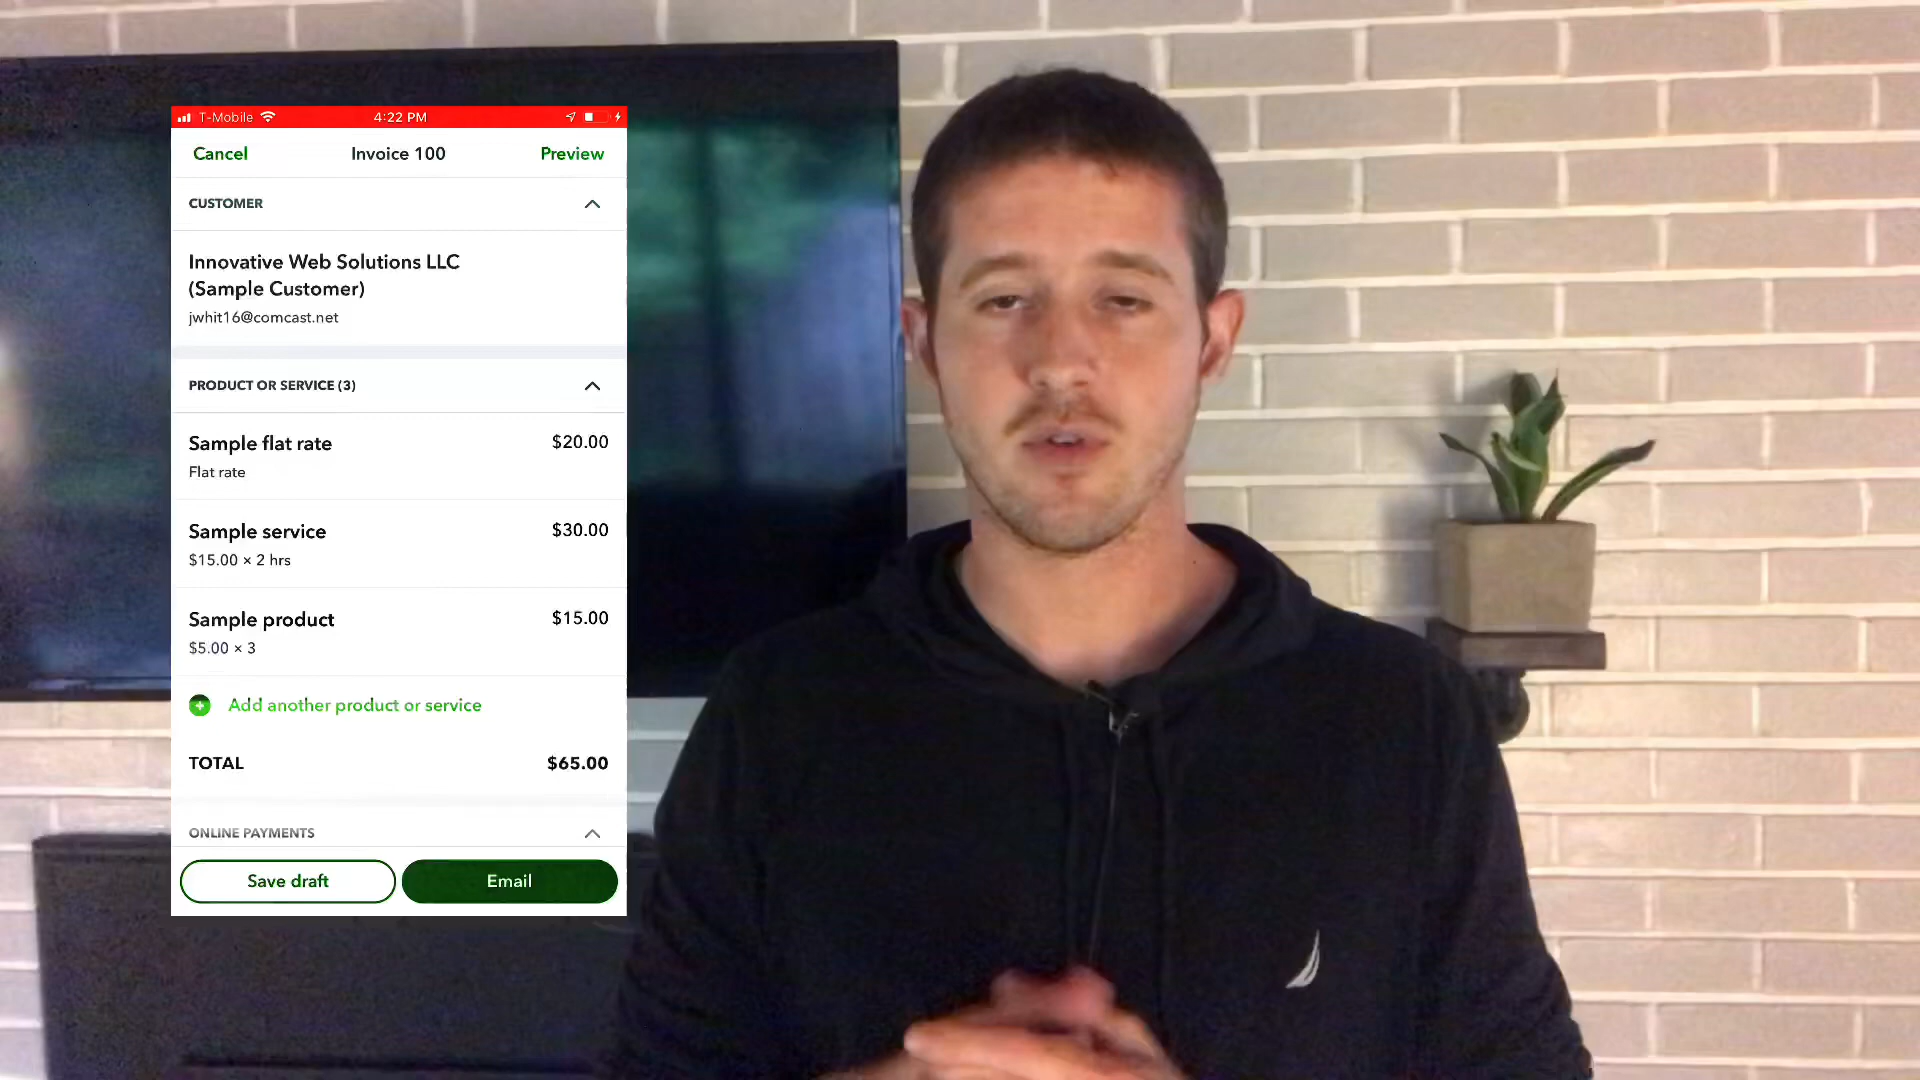 T-Mobile 4:22 PM
Cancel Invoice 100 Preview
CUSTOMER
Innovative Web Solutions LLC
(Sample Customer)
jwhit16@comcast.net
PRODUCT OR SERVICE (3)
Sample flat rate $20.00
Flat rate
Sample service $30.00
$15.00 × 2 hrs
Sample product $15.00
$5.00 × 3
Add another product or service
TOTAL $65.00
ONLINE PAYMENTS
Save draft Email